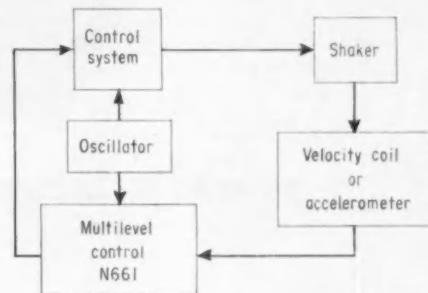 Control
system
Shaker
Oscillator
Velocity coil
or
accelerometer
Multilevel
control
N661